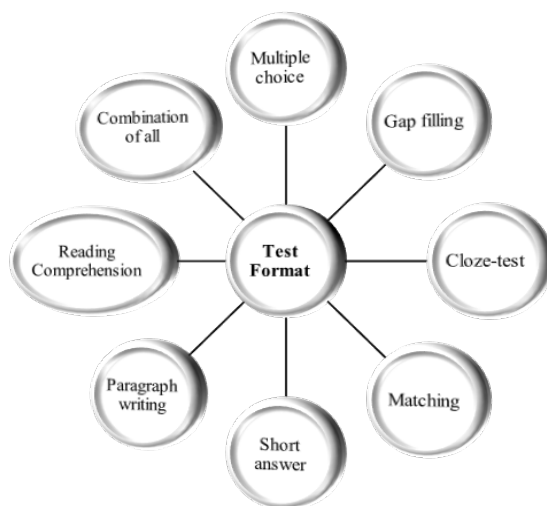 Multiple
choice
Combination
of all
Gap filling
Reading
Comprehension
Test
Format
Cloze-test
Paragraph
writing
Matching
Short
answer